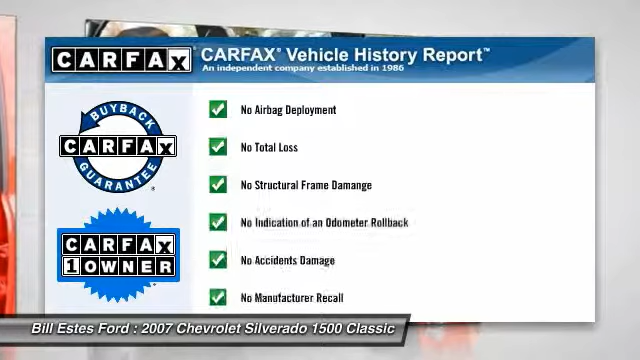 CARFAX CARFAX® Vehicle History Report™
An independent company established in 1986
BUYBACK
CARFAX
GUARANTEE
No Airbag Deployment
No Total Loss
No Structural Frame Damange
No Indication of an Odometer Rollback
No Accidents Damage
No Manufacturer Recall
CARFAX
1 OWNER
Bill Estes Ford : 2007 Chevrolet Silverado 1500 Classic